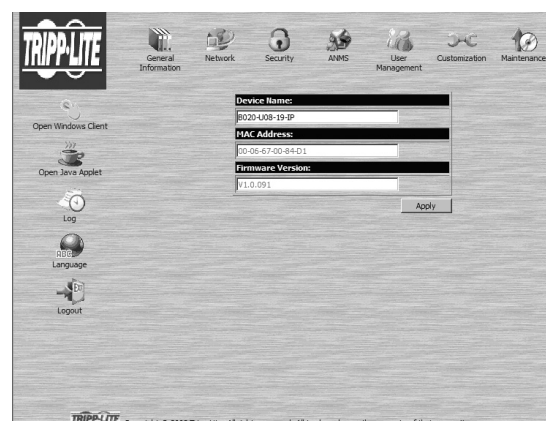 TRIPP·LITE
General Information
Network
Security
ANMS
User Management
Customization
Maintenance
Open Windows Client
Open Java Applet
Log
Language
Logout
Device Name:
B020-U08-19-IP
MAC Address:
00-06-67-00-84-D1
Firmware Version:
V1.0.091
Apply
TRIPP·LITE